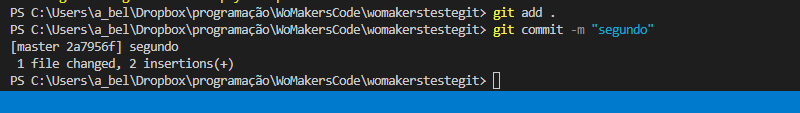 PS C:\Users\a_bel\Dropbox\programação\WoMakersCode\womakerstestegit> git add .
PS C:\Users\a_bel\Dropbox\programação\WoMakersCode\womakerstestegit> git commit -m "segundo"
[master 2a7956f] segundo
 1 file changed, 2 insertions(+)
PS C:\Users\a_bel\Dropbox\programação\WoMakersCode\womakerstestegit>